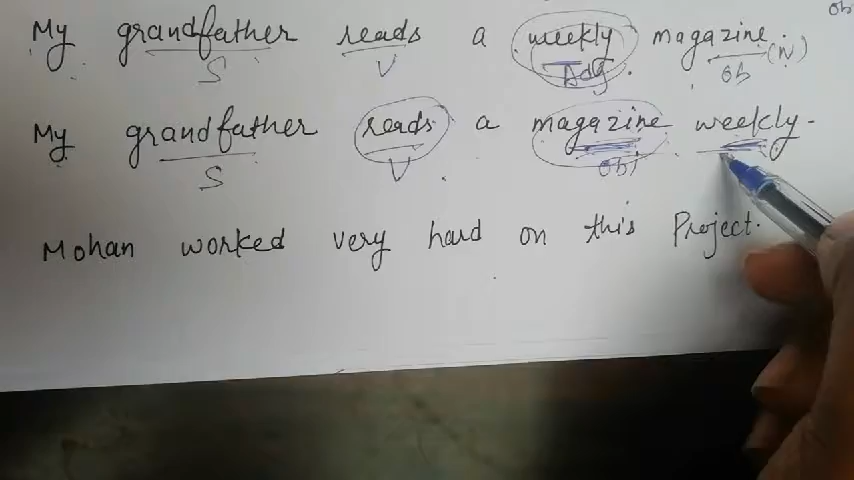 ob
My grandfather reads a weekly magazine.
S V Adj. ob (N)
My grandfather reads a magazine weekly.
S V obj
Mohan worked very hard on this Project.